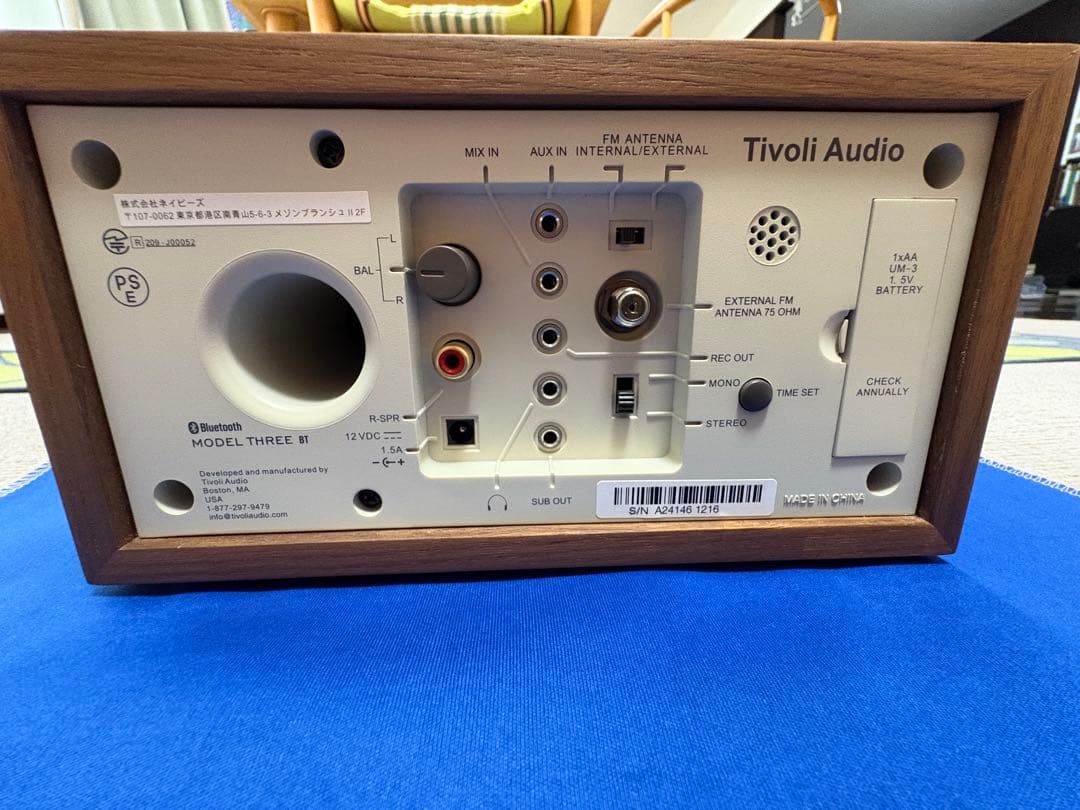 Tivoli Audio
FM ANTENNA
INTERNAL/EXTERNAL
MIX IN
AUX IN
株式会社ネイビーズ
〒107-0062 東京都港区南青山5-6-3 メゾンブランシュ II 2F
R 209-J00052
PS
E
L
BAL
R
1xAA
UM-3
1.5V
BATTERY
EXTERNAL FM
ANTENNA 75 OHM
REC OUT
MONO
TIME SET
STEREO
CHECK
ANNUALLY
Bluetooth
MODEL THREE BT
R-SPR
12VDC
1.5A
- +
Developed and manufactured by
Tivoli Audio
Boston, MA
USA
1-877-297-9479
info@tivoliaudio.com
SUB OUT
S/N A24146 1216
MADE IN CHINA